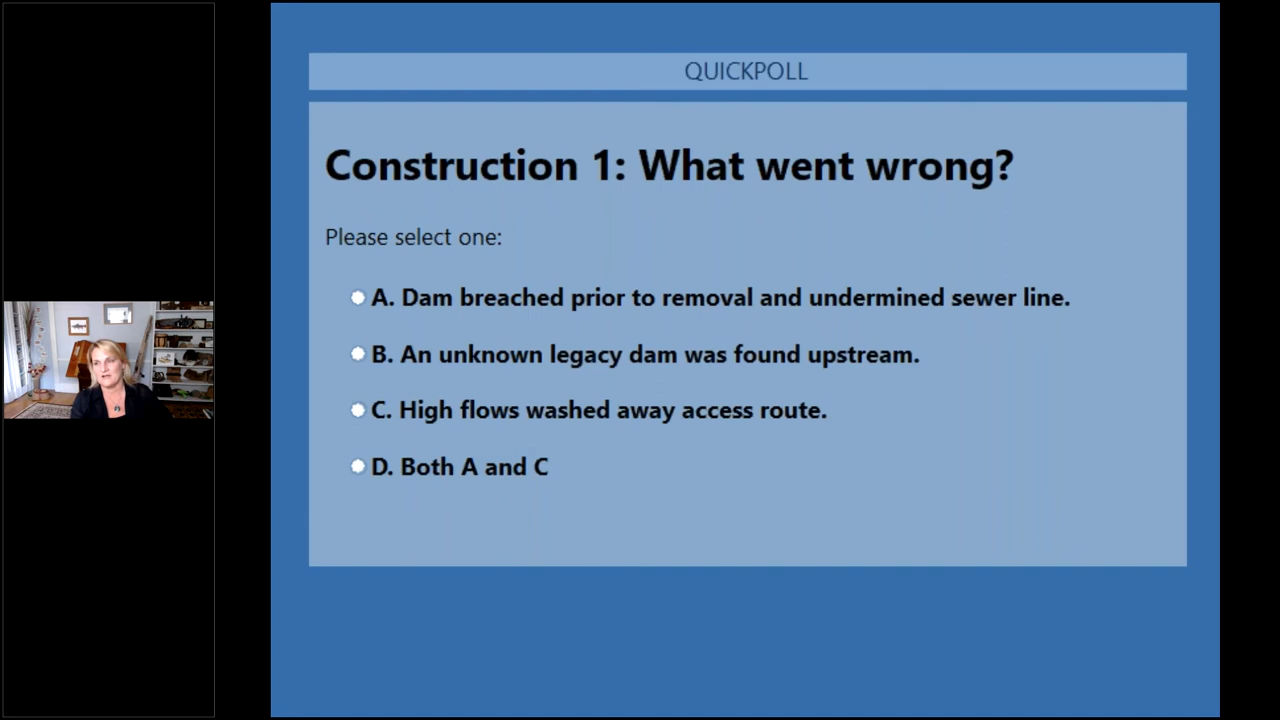 QUICKPOLL
Construction 1: What went wrong?
Please select one:
A. Dam breached prior to removal and undermined sewer line.
B. An unknown legacy dam was found upstream.
C. High flows washed away access route.
D. Both A and C